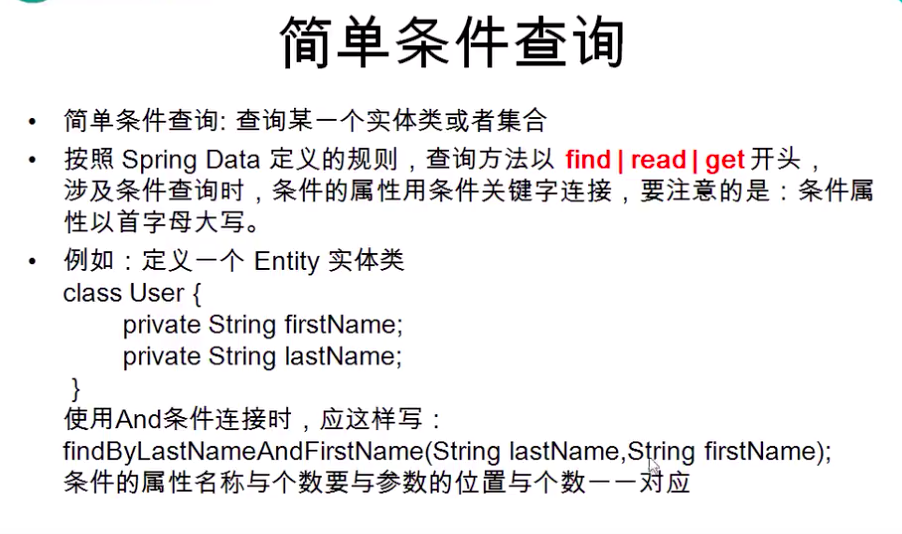 简单条件查询
• 简单条件查询: 查询某一个实体类或者集合
• 按照 Spring Data 定义的规则，查询方法以 find | read | get 开头，
涉及条件查询时，条件的属性用条件关键字连接，要注意的是：条件属
性以首字母大写。
• 例如：定义一个 Entity 实体类
class User {
private String firstName;
private String lastName;
}
使用And条件连接时，应这样写：
findByLastNameAndFirstName(String lastName,String firstName);
条件的属性名称与个数要与参数的位置与个数一一对应